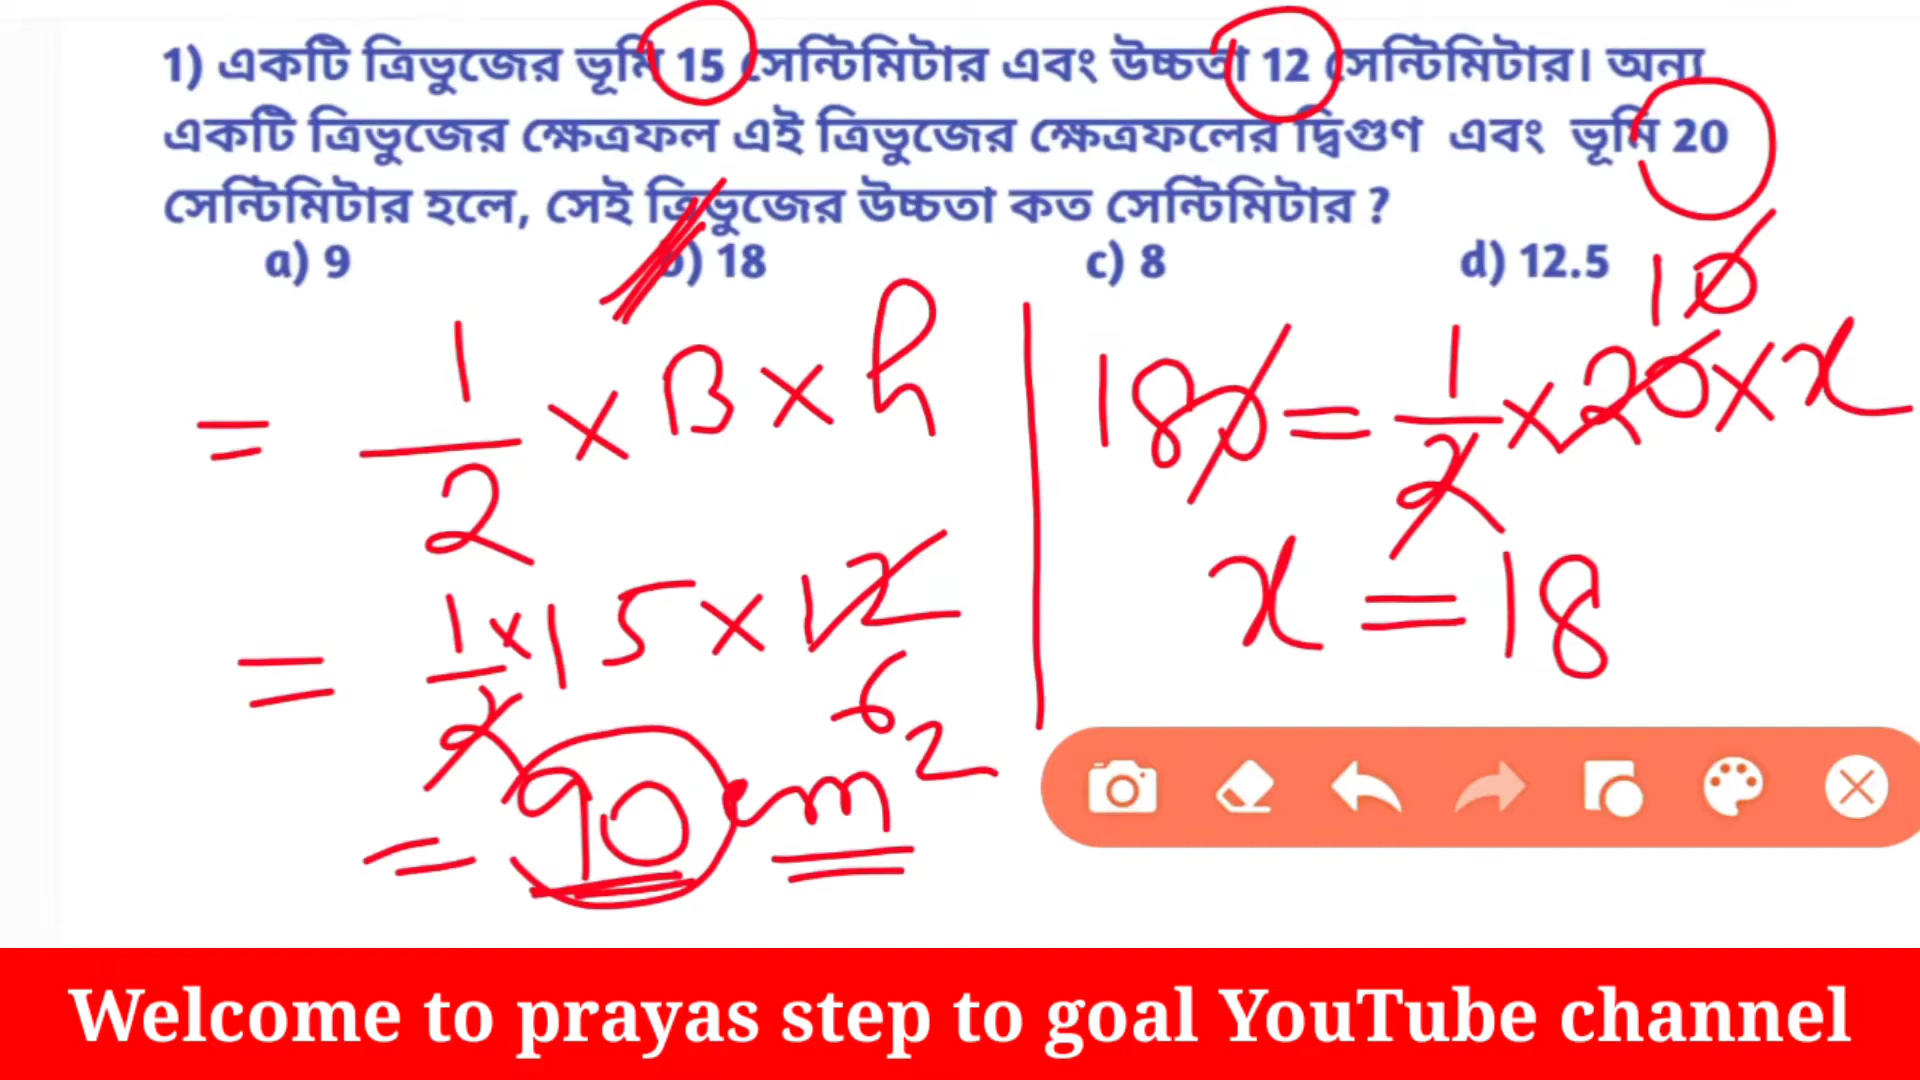 1) একটি ত্রিভুজের ভূমি 15 সেন্টিমিটার এবং উচ্চতা 12 সেন্টিমিটার। অন্য
একটি ত্রিভুজের ক্ষেত্রফল এই ত্রিভুজের ক্ষেত্রফলের দ্বিগুণ এবং ভূমি 20
সেন্টিমিটার হলে, সেই ত্রিভুজের উচ্চতা কত সেন্টিমিটার ?
a) 9 b) 18 c) 8 d) 12.5
= 1/2 × B × h
= 1/2 × 15 × 12
6
= 90 cm²
10
180 = 1/2 × 20 × x
x = 18
Welcome to prayas step to goal YouTube channel